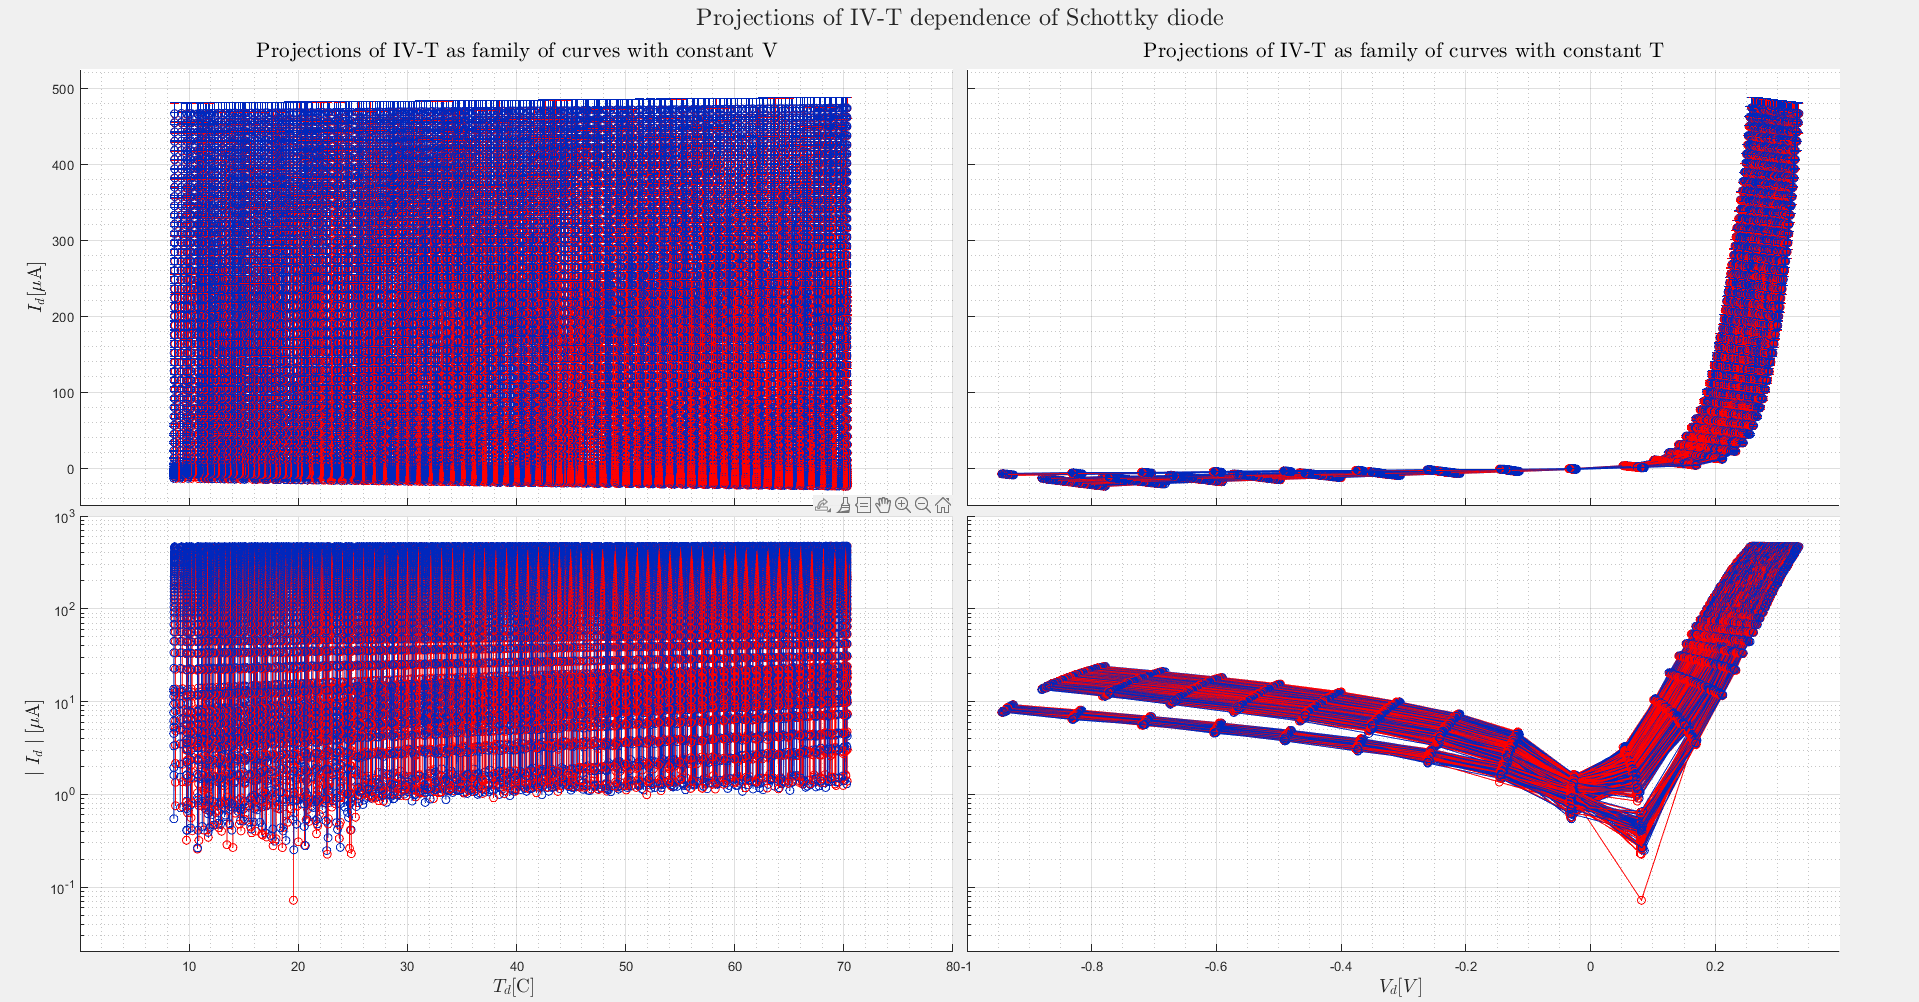 Projections of IV-T dependence of Schottky diode
Projections of IV-T as family of curves with constant V
Projections of IV-T as family of curves with constant T
500
400
300
200
100
0
I_d[μA]
10^3
10^2
10^1
10^0
10^-1
| I_d | [μA]
10 20 30 40 50 60 70 80
T_d[C]
-1 -0.8 -0.6 -0.4 -0.2 0 0.2
V_d[V]